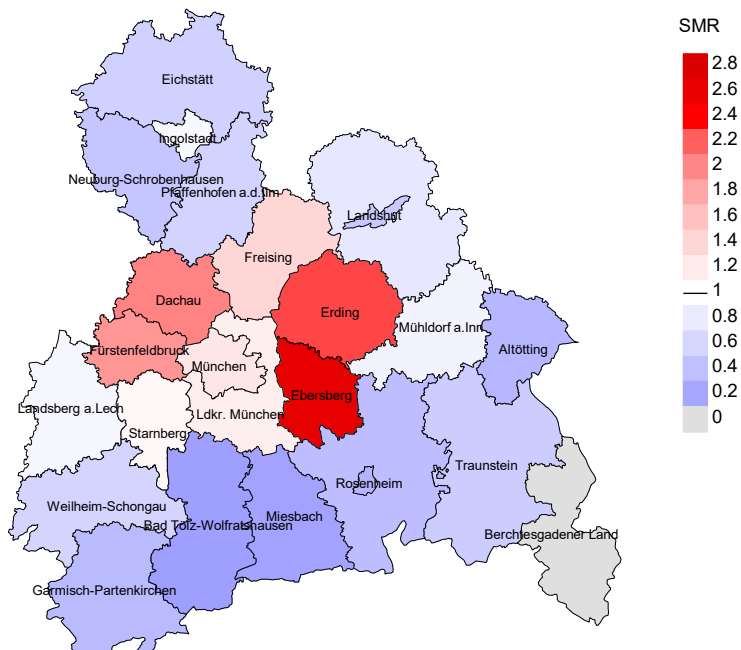 SMR
2.8
2.6
2.4
2.2
2
1.8
1.6
1.4
1.2
1
0.8
0.6
0.4
0.2
0
Eichstätt
Ingolstadt
Neuburg-Schrobenhausen
Pfaffenhofen a.d.Ilm
Landshut
Freising
Dachau
Erding
Mühldorf a.Inn
Fürstenfeldbruck
Altötting
München
Ebersberg
Landsberg a.Lech
Ldkr. München
Starnberg
Traunstein
Rosenheim
Weilheim-Schongau
Miesbach
Bad Tölz-Wolfratshausen
Berchtesgadener Land
Garmisch-Partenkirchen